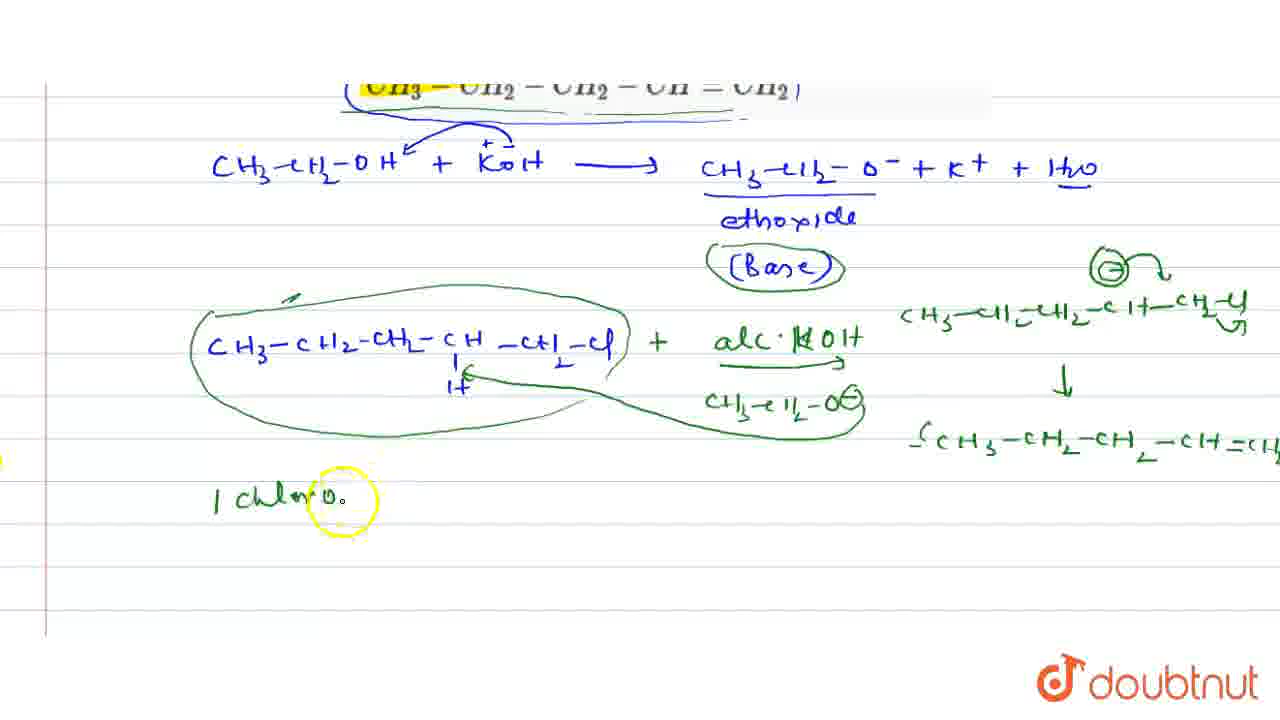 CH3 − CH2 − CH2 − CH = CH2
CH3-CH2-OH + K+OH- ⟶ CH3-CH2-O- + K+ + H2O
ethoxide
(Base)
⊖
CH3-CH2-CH2-CH-CH2-Cl
CH3-CH2-CH2-CH-CH2-Cl + alc. KOH
H
CH3-CH2-O⊖
CH3-CH2-CH2-CH=CH2
1 chloro
doubtnut